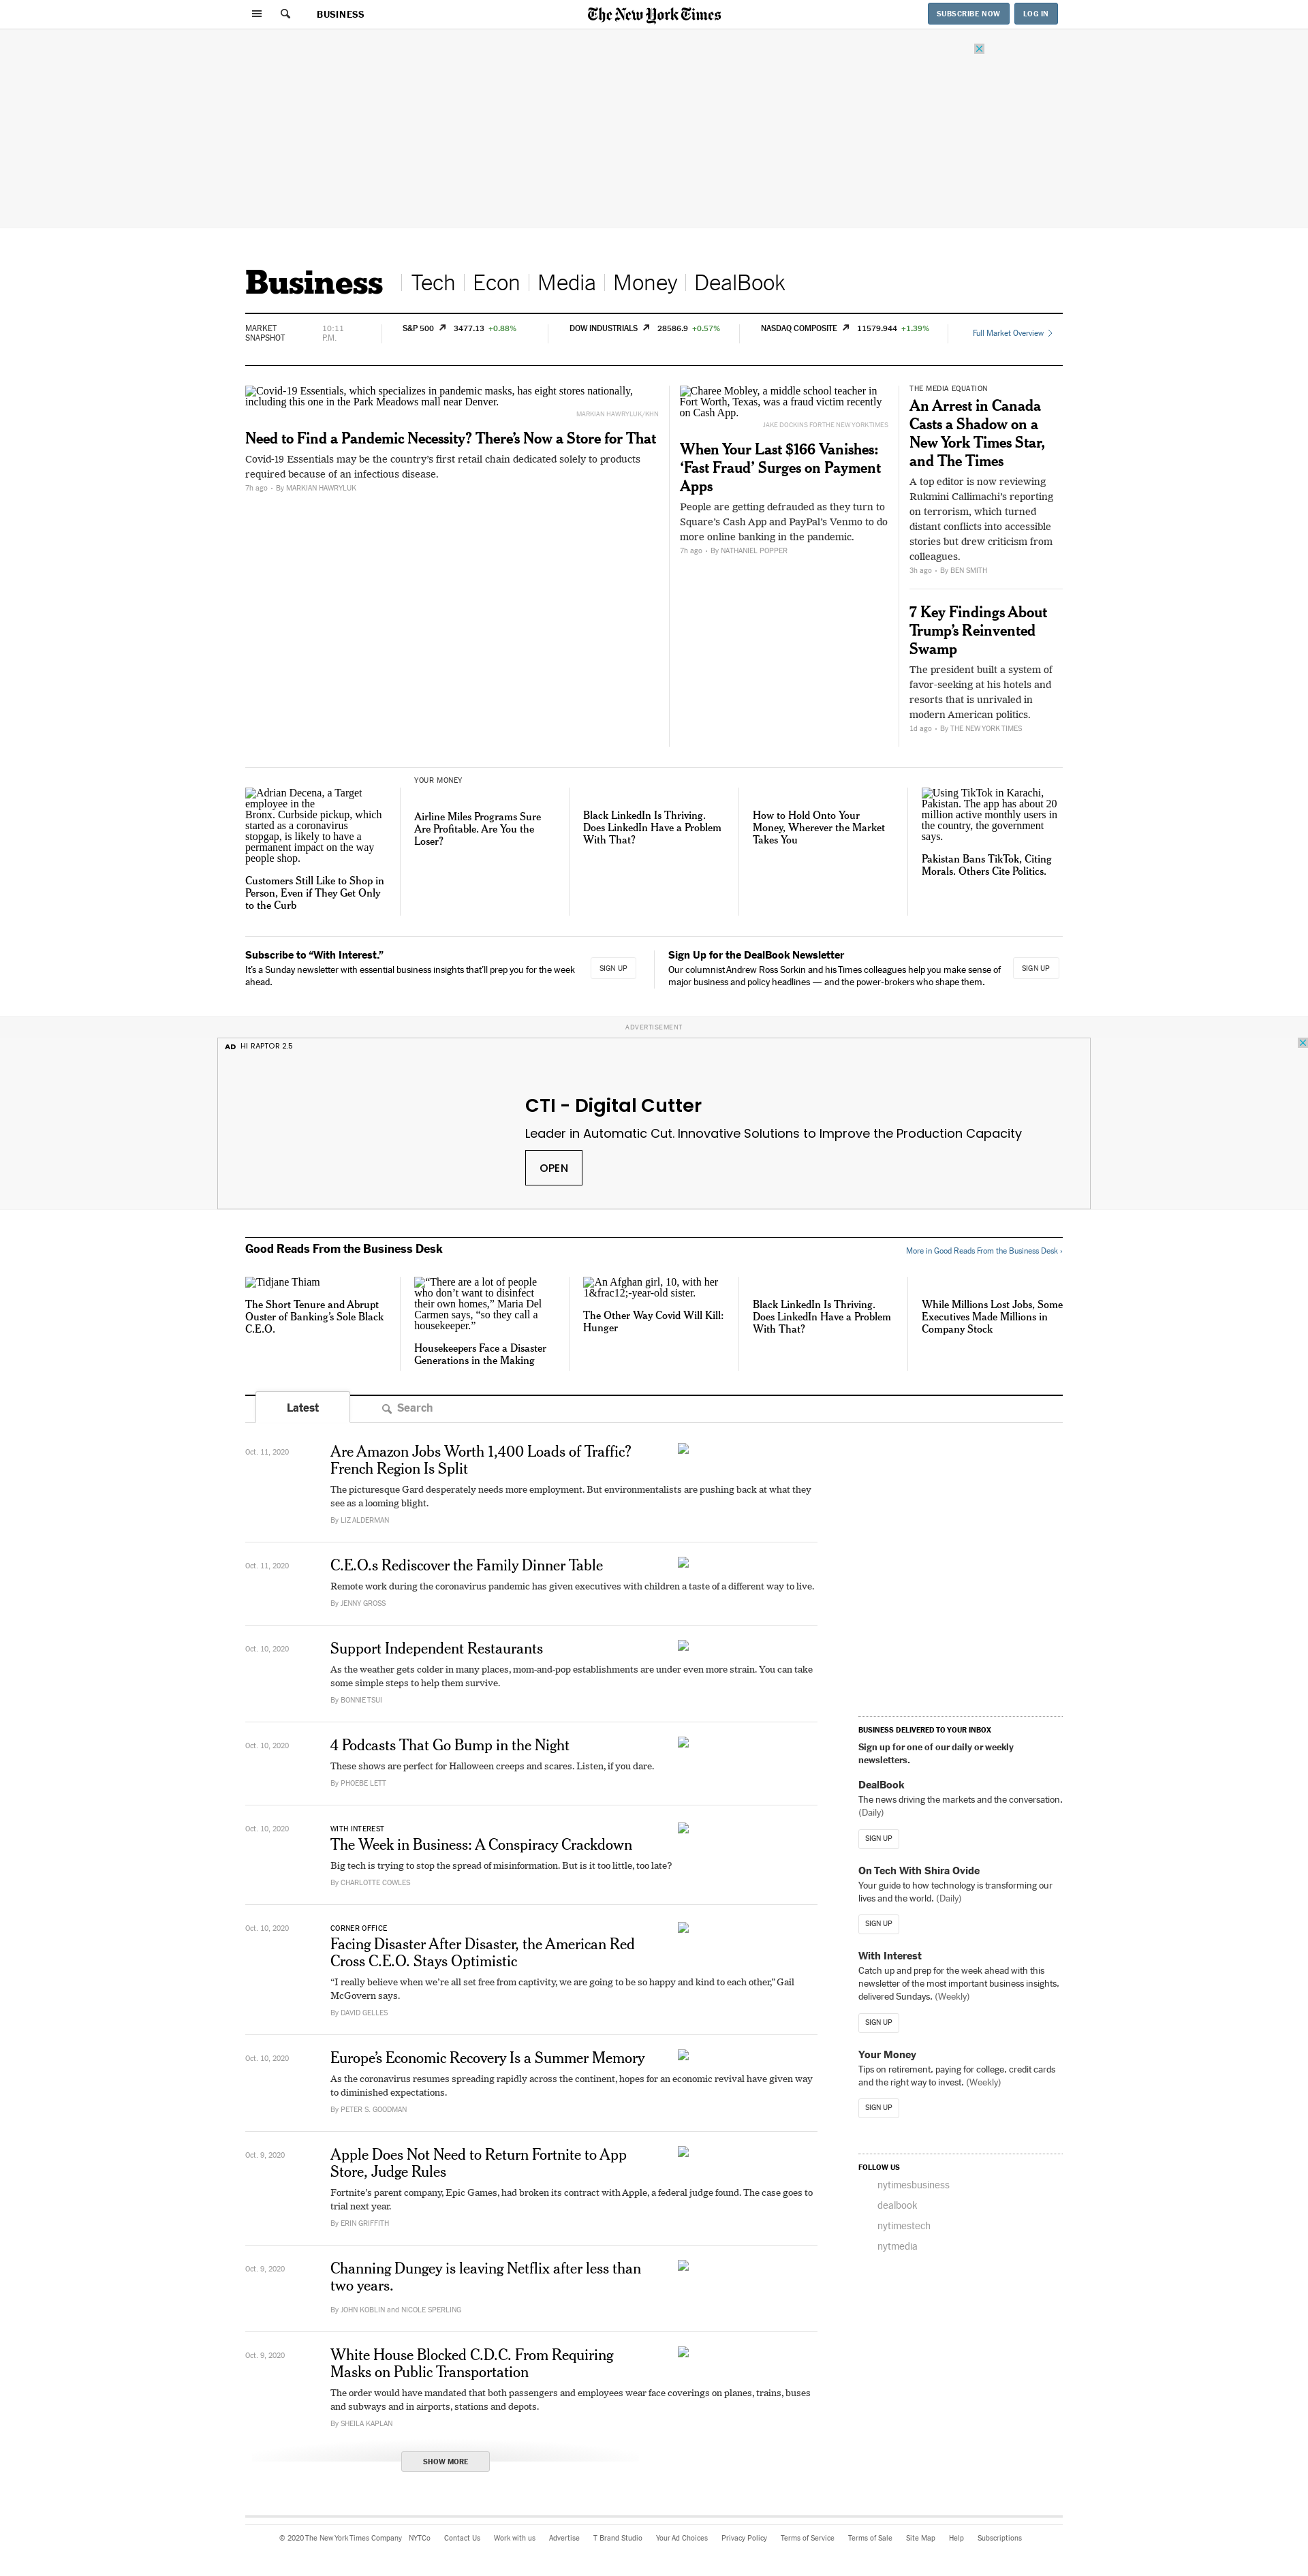 BUSINESS
The New York Times
SUBSCRIBE NOW
LOG IN
Business
Tech
Econ
Media
Money
DealBook
MARKET
SNAPSHOT
10:11
P.M.
S&P 500 3477.13 +0.88%
DOW INDUSTRIALS 28586.9 +0.57%
NASDAQ COMPOSITE 11579.944 +1.39%
Full Market Overview
Covid-19 Essentials, which specializes in pandemic masks, has eight stores nationally,
including this one in the Park Meadows mall near Denver.
MARKIAN HAWRYLUK/KHN
Need to Find a Pandemic Necessity? There’s Now a Store for That
Covid-19 Essentials may be the country’s first retail chain dedicated solely to products
required because of an infectious disease.
7h ago • By MARKIAN HAWRYLUK
Charee Mobley, a middle school teacher in
Fort Worth, Texas, was a fraud victim recently
on Cash App.
JAKE DOCKINS FOR THE NEW YORK TIMES
When Your Last $166 Vanishes:
‘Fast Fraud’ Surges on Payment
Apps
People are getting defrauded as they turn to
Square’s Cash App and PayPal’s Venmo to do
more online banking in the pandemic.
7h ago • By NATHANIEL POPPER
THE MEDIA EQUATION
An Arrest in Canada
Casts a Shadow on a
New York Times Star,
and The Times
A top editor is now reviewing
Rukmini Callimachi’s reporting
on terrorism, which turned
distant conflicts into accessible
stories but drew criticism from
colleagues.
3h ago • By BEN SMITH
7 Key Findings About
Trump’s Reinvented
Swamp
The president built a system of
favor-seeking at his hotels and
resorts that is unrivaled in
modern American politics.
1d ago • By THE NEW YORK TIMES
Adrian Decena, a Target
employee in the
Bronx. Curbside pickup, which
started as a coronavirus
stopgap, is likely to have a
permanent impact on the way
people shop.
Customers Still Like to Shop in
Person, Even if They Get Only
to the Curb
YOUR MONEY
Airline Miles Programs Sure
Are Profitable. Are You the
Loser?
Black LinkedIn Is Thriving.
Does LinkedIn Have a Problem
With That?
How to Hold Onto Your
Money, Wherever the Market
Takes You
Using TikTok in Karachi,
Pakistan. The app has about 20
million active monthly users in
the country, the government
says.
Pakistan Bans TikTok, Citing
Morals. Others Cite Politics.
Subscribe to “With Interest.”
It’s a Sunday newsletter with essential business insights that’ll prep you for the week
ahead.
SIGN UP
Sign Up for the DealBook Newsletter
Our columnist Andrew Ross Sorkin and his Times colleagues help you make sense of
major business and policy headlines — and the power-brokers who shape them.
SIGN UP
ADVERTISEMENT
AD HI RAPTOR 2.5
CTI - Digital Cutter
Leader in Automatic Cut. Innovative Solutions to Improve the Production Capacity
OPEN
Good Reads From the Business Desk
More in Good Reads From the Business Desk ›
Tidjane Thiam
The Short Tenure and Abrupt
Ouster of Banking’s Sole Black
C.E.O.
“There are a lot of people
who don’t want to disinfect
their own homes,” Maria Del
Carmen says, “so they call a
housekeeper.”
Housekeepers Face a Disaster
Generations in the Making
An Afghan girl, 10, with her
1&frac12;-year-old sister.
The Other Way Covid Will Kill:
Hunger
Black LinkedIn Is Thriving.
Does LinkedIn Have a Problem
With That?
While Millions Lost Jobs, Some
Executives Made Millions in
Company Stock
Latest
Search
Oct. 11, 2020
Are Amazon Jobs Worth 1,400 Loads of Traffic?
French Region Is Split
The picturesque Gard desperately needs more employment. But environmentalists are pushing back at what they
see as a looming blight.
By LIZ ALDERMAN
Oct. 11, 2020
C.E.O.s Rediscover the Family Dinner Table
Remote work during the coronavirus pandemic has given executives with children a taste of a different way to live.
By JENNY GROSS
Oct. 10, 2020
Support Independent Restaurants
As the weather gets colder in many places, mom-and-pop establishments are under even more strain. You can take
some simple steps to help them survive.
By BONNIE TSUI
Oct. 10, 2020
4 Podcasts That Go Bump in the Night
These shows are perfect for Halloween creeps and scares. Listen, if you dare.
By PHOEBE LETT
Oct. 10, 2020
WITH INTEREST
The Week in Business: A Conspiracy Crackdown
Big tech is trying to stop the spread of misinformation. But is it too little, too late?
By CHARLOTTE COWLES
Oct. 10, 2020
CORNER OFFICE
Facing Disaster After Disaster, the American Red
Cross C.E.O. Stays Optimistic
“I really believe when we’re all set free from captivity, we are going to be so happy and kind to each other,” Gail
McGovern says.
By DAVID GELLES
Oct. 10, 2020
Europe’s Economic Recovery Is a Summer Memory
As the coronavirus resumes spreading rapidly across the continent, hopes for an economic revival have given way
to diminished expectations.
By PETER S. GOODMAN
Oct. 9, 2020
Apple Does Not Need to Return Fortnite to App
Store, Judge Rules
Fortnite’s parent company, Epic Games, had broken its contract with Apple, a federal judge found. The case goes to
trial next year.
By ERIN GRIFFITH
Oct. 9, 2020
Channing Dungey is leaving Netflix after less than
two years.
By JOHN KOBLIN and NICOLE SPERLING
Oct. 9, 2020
White House Blocked C.D.C. From Requiring
Masks on Public Transportation
The order would have mandated that both passengers and employees wear face coverings on planes, trains, buses
and subways and in airports, stations and depots.
By SHEILA KAPLAN
SHOW MORE
BUSINESS DELIVERED TO YOUR INBOX
Sign up for one of our daily or weekly
newsletters.
DealBook
The news driving the markets and the conversation.
(Daily)
SIGN UP
On Tech With Shira Ovide
Your guide to how technology is transforming our
lives and the world. (Daily)
SIGN UP
With Interest
Catch up and prep for the week ahead with this
newsletter of the most important business insights,
delivered Sundays. (Weekly)
SIGN UP
Your Money
Tips on retirement, paying for college, credit cards
and the right way to invest. (Weekly)
SIGN UP
FOLLOW US
nytimesbusiness
dealbook
nytimestech
nytmedia
© 2020 The New York Times Company NYTCo Contact Us Work with us Advertise T Brand Studio Your Ad Choices Privacy Policy Terms of Service Terms of Sale Site Map Help Subscriptions